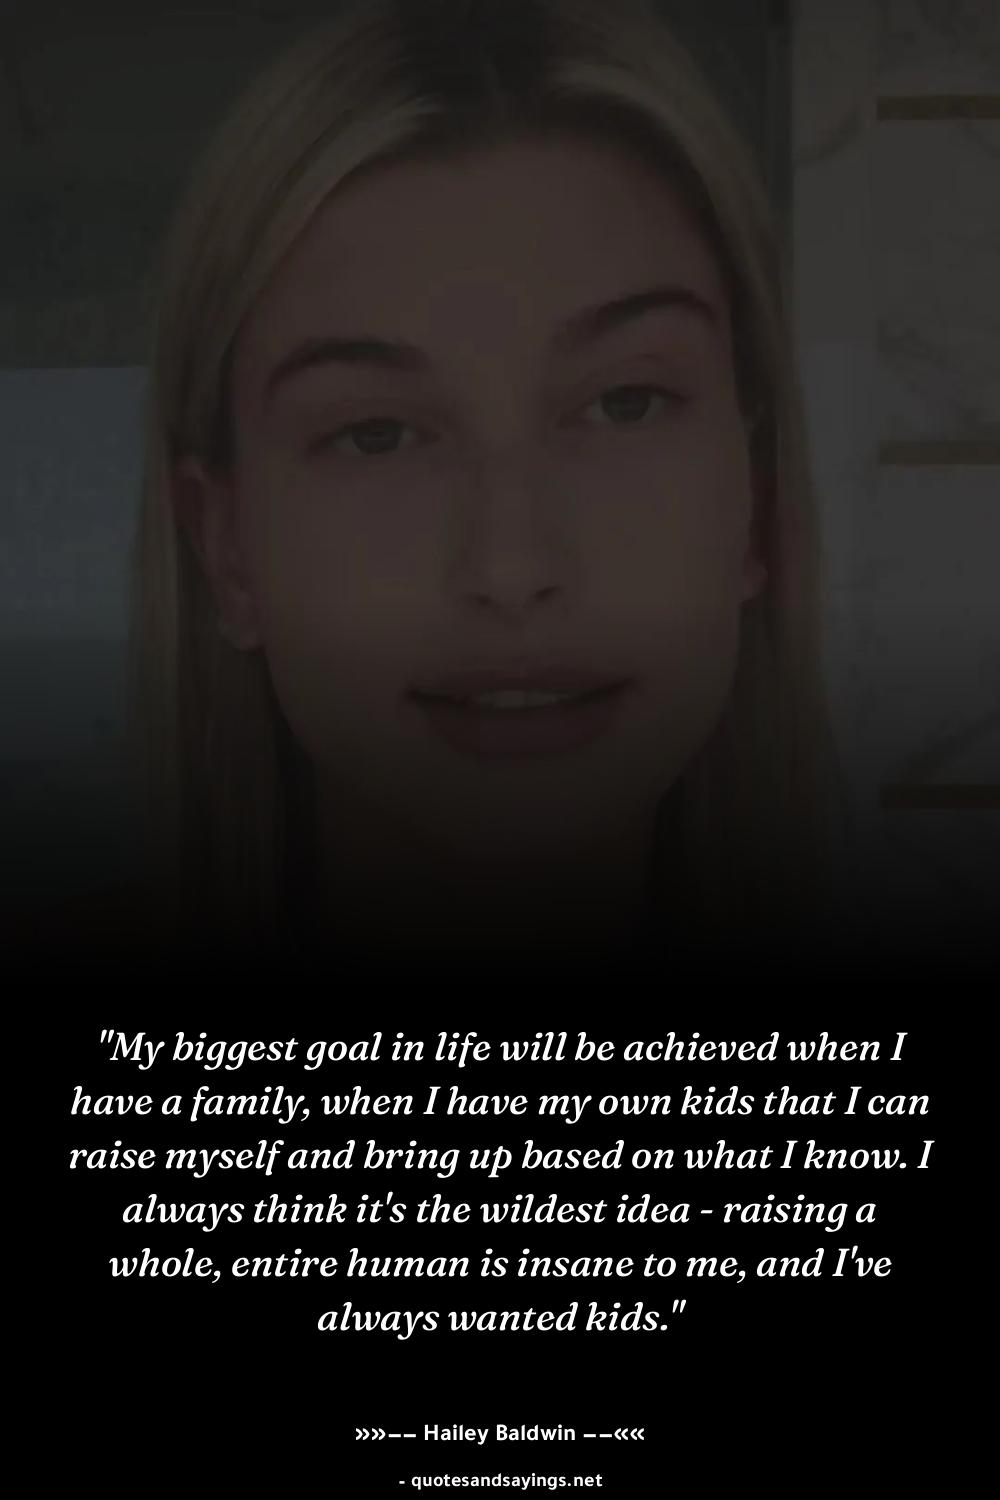 "My biggest goal in life will be achieved when I
have a family, when I have my own kids that I can
raise myself and bring up based on what I know. I
always think it's the wildest idea - raising a
whole, entire human is insane to me, and I've
always wanted kids."
»»–– Hailey Baldwin ––««
- quotesandsayings.net